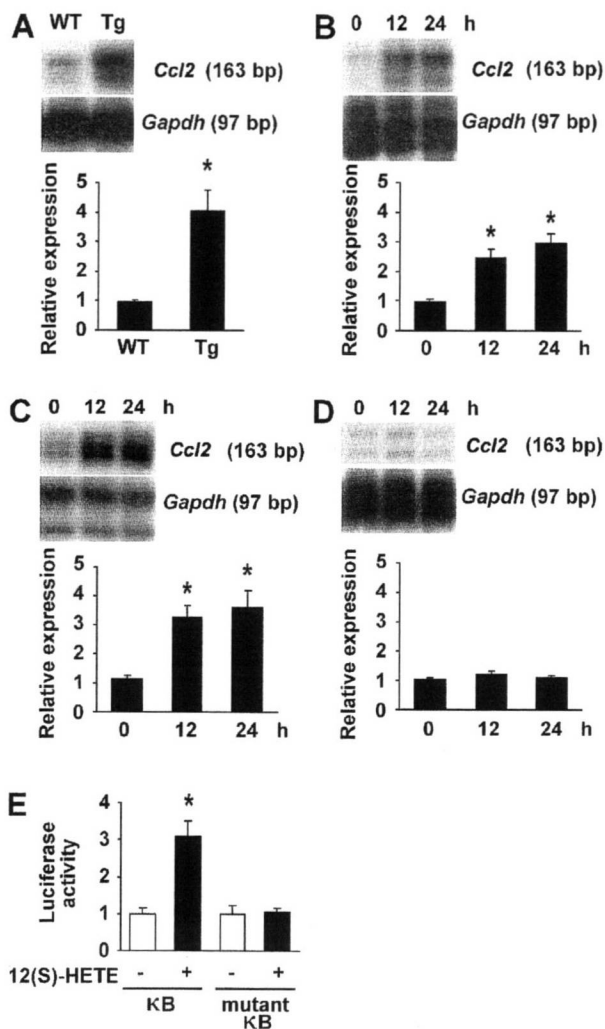 A WT Tg
Ccl2 (163 bp)
Gapdh (97 bp)
Relative expression
5
*
4
3
2
1
0
WT Tg
B 0 12 24 h
Ccl2 (163 bp)
Gapdh (97 bp)
Relative expression
5
4
3
2
1
0
* *
0 12 24 h
C 0 12 24 h
Ccl2 (163 bp)
Gapdh (97 bp)
Relative expression
5
4
3
2
1
0
* *
0 12 24 h
D 0 12 24 h
Ccl2 (163 bp)
Gapdh (97 bp)
Relative expression
5
4
3
2
1
0
0 12 24 h
E
Luciferase
activity
4
3
2
1
0
*
12(S)-HETE - + - +
κB mutant
κB